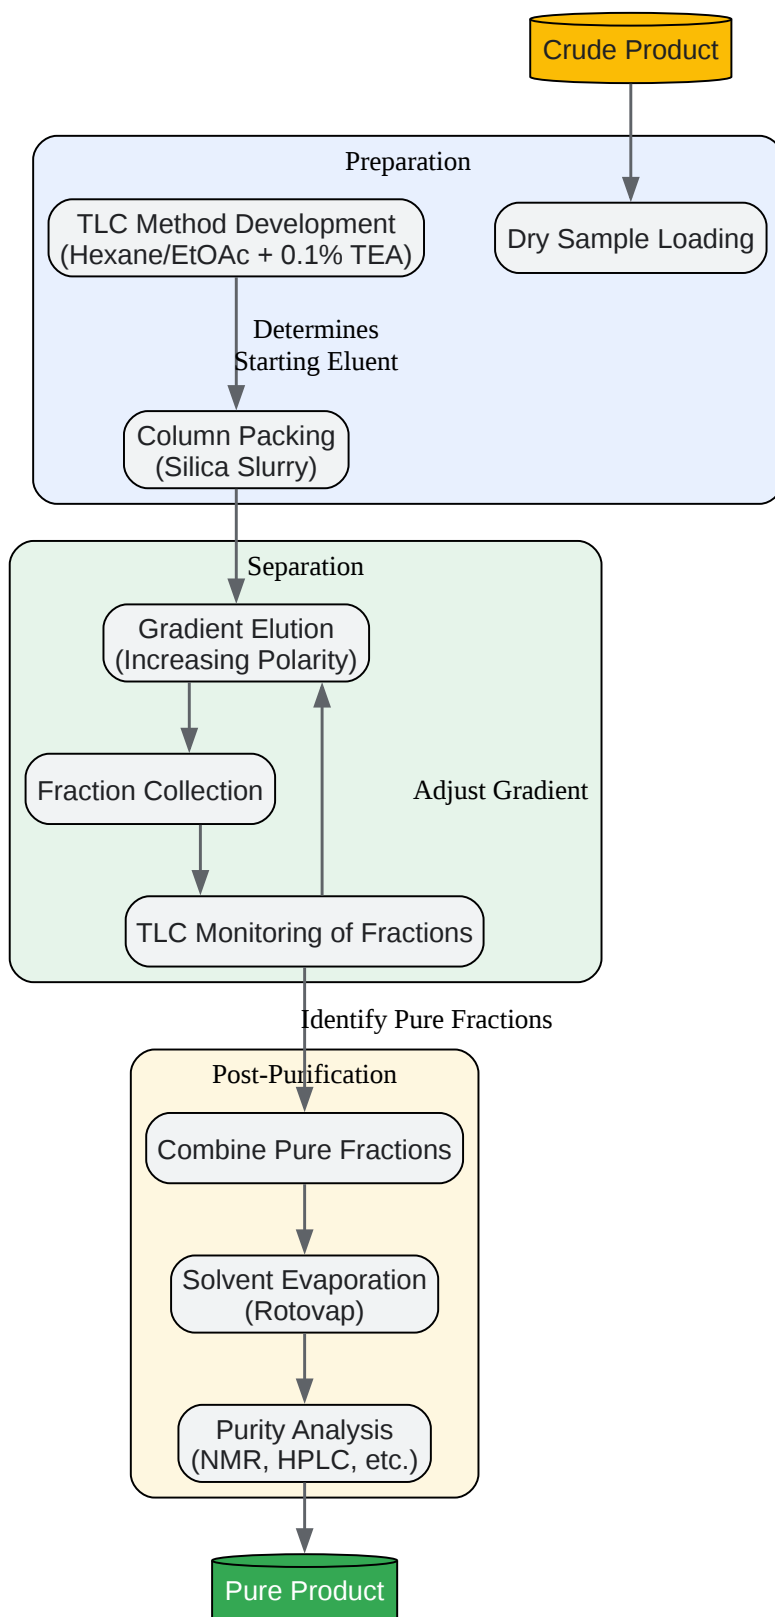 Crude Product
Preparation
TLC Method Development
(Hexane/EtOAc + 0.1% TEA)
Dry Sample Loading
Determines
Starting Eluent
Column Packing
(Silica Slurry)
Separation
Gradient Elution
(Increasing Polarity)
Fraction Collection
Adjust Gradient
TLC Monitoring of Fractions
Identify Pure Fractions
Post-Purification
Combine Pure Fractions
Solvent Evaporation
(Rotovap)
Purity Analysis
(NMR, HPLC, etc.)
Pure Product